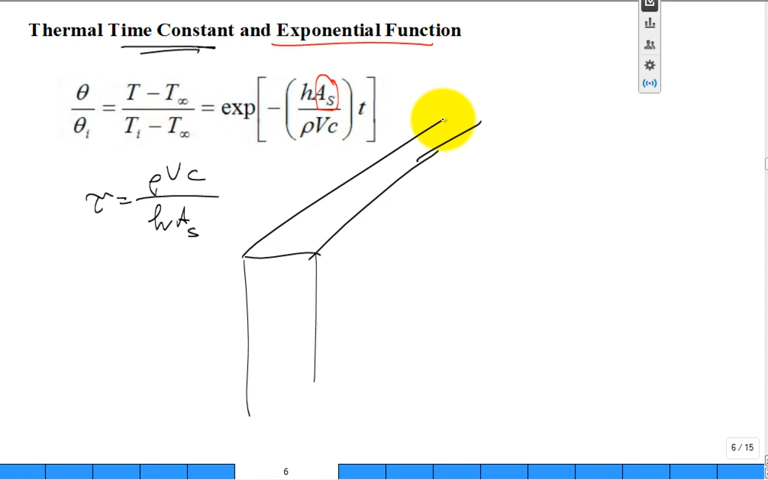 Thermal Time Constant and Exponential Function
θ/θi = (T − T∞)/(Ti − T∞) = exp[−(hAs/ρVc)t]
τ = ρVc/hAs
6 / 15
6